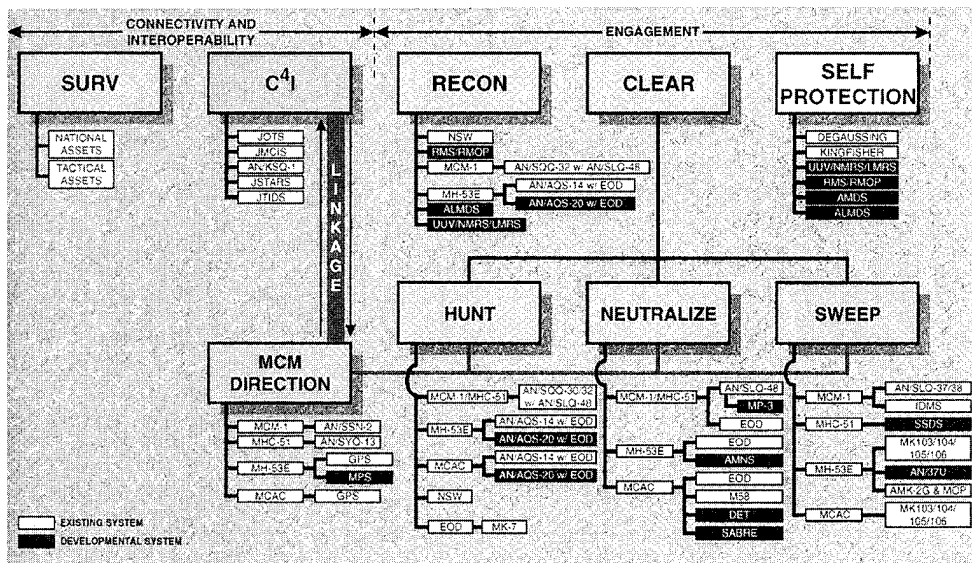 CONNECTIVITY AND
INTEROPERABILITY
ENGAGEMENT
SURV
NATIONAL
ASSETS
TACTICAL
ASSETS
C4I
JOTS
JMCIS
AN/KSQ-1
JSTARS
JTIDS
LINKAGE
RECON
NSW
RMS/RMOP
MCM-1
AN/SQQ-32 w/ AN/SLQ-48
MH-53E
AN/AQS-14 w/ EOD
AN/AQS-20 w/ EOD
ALMDS
UUV/NMRS/LMRS
CLEAR
SELF
PROTECTION
DEGAUSSING
KINGFISHER
UUV/NMRS/LMRS
RMS/RMOP
AMDS
ALMDS
MCM
DIRECTION
MCM-1
AN/SSN-2
MHC-51
AN/SYQ-13
MH-53E
GPS
MPS
MCAC
GPS
HUNT
MCM-1/MHC-51
AN/SQQ-30/32
w/ AN/SLQ-48
MH-53E
AN/AQS-14 w/ EOD
AN/AQS-20 w/ EOD
MCAC
AN/AQS-14 w/ EOD
AN/AQS-20 w/ EOD
NSW
EOD
MK-7
NEUTRALIZE
MCM-1/MHC-51
AN/SLQ-48
MP-3
EOD
MH-53E
EOD
AMNS
MCAC
EOD
M58
DET
SABRE
SWEEP
MCM-1
AN/SLQ-37/38
IDMS
MHC-51
SSDS
MH-53E
MK103/104/
105/106
AN/37U
AMK-2G & MOP
MCAC
MK103/104/
105/106
EXISTING SYSTEM
DEVELOPMENTAL SYSTEM